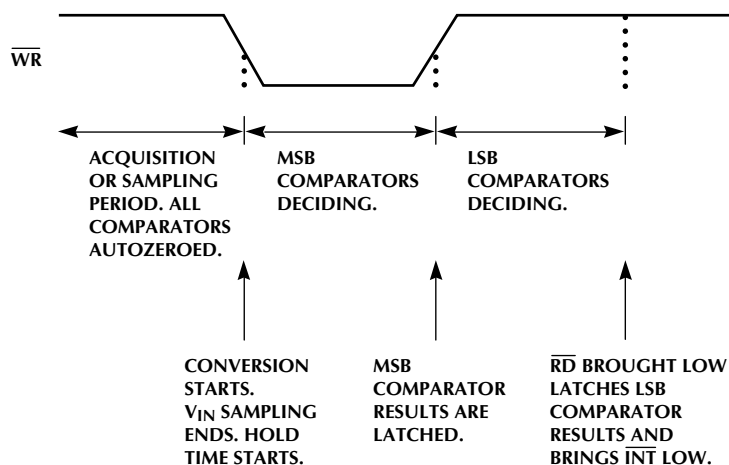 WR
ACQUISITION
OR SAMPLING
PERIOD. ALL
COMPARATORS
AUTOZEROED.
MSB
COMPARATORS
DECIDING.
LSB
COMPARATORS
DECIDING.
CONVERSION
STARTS.
VIN SAMPLING
ENDS. HOLD
TIME STARTS.
MSB
COMPARATOR
RESULTS ARE
LATCHED.
RD BROUGHT LOW
LATCHES LSB
COMPARATOR
RESULTS AND
BRINGS INT LOW.